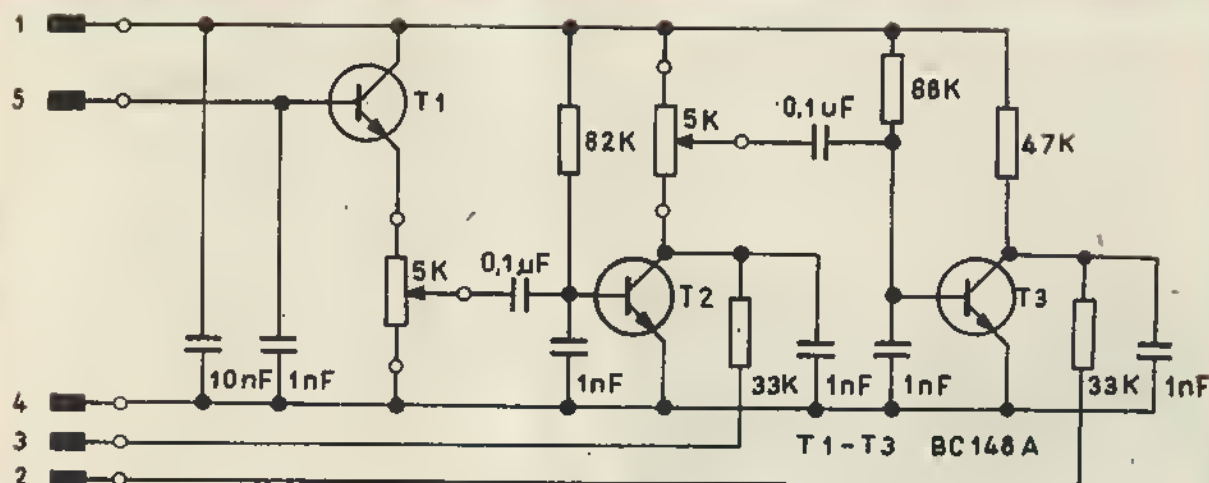 1
5
T1
82K
5K
0,1uF
88K
47K
5K
0,1µF
T2
T3
10nF
1nF
1nF
33K
1nF
1nF
33K
1nF
4
3
T1-T3 BC148A
2